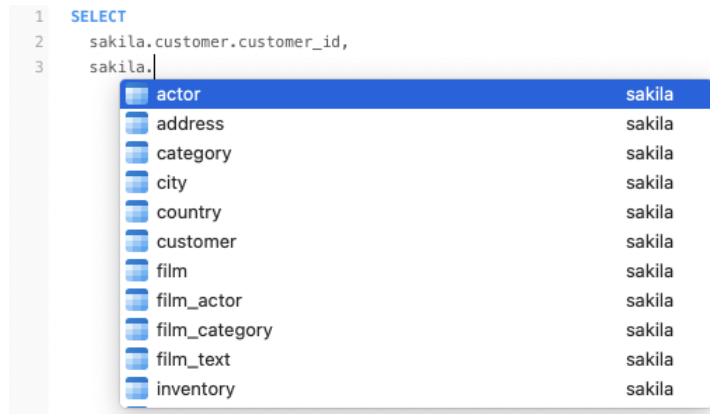 1 SELECT
2 sakila.customer.customer_id,
3 sakila.
actor sakila
address sakila
category sakila
city sakila
country sakila
customer sakila
film sakila
film_actor sakila
film_category sakila
film_text sakila
inventory sakila